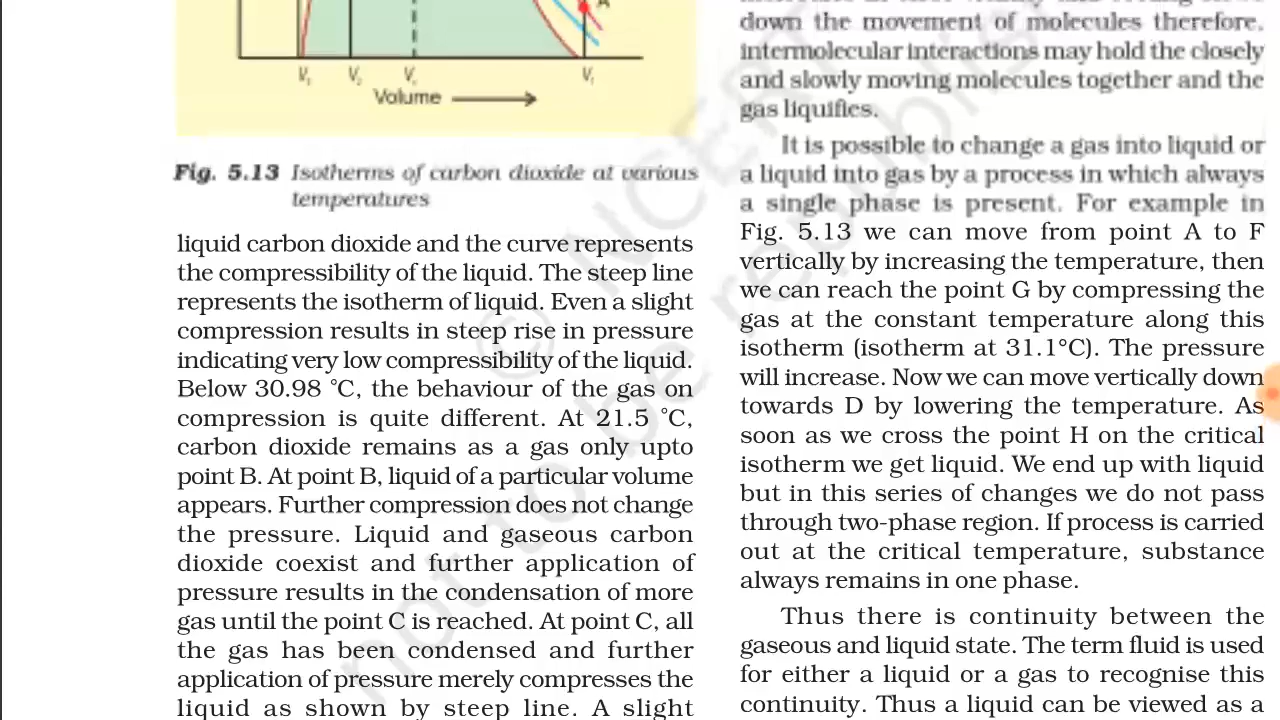 A
V₁
V₂
V₁
Volume
Fig. 5.13 Isotherms of carbon dioxide at various
temperatures
liquid carbon dioxide and the curve represents
the compressibility of the liquid. The steep line
represents the isotherm of liquid. Even a slight
compression results in steep rise in pressure
indicating very low compressibility of the liquid.
Below 30.98 °C, the behaviour of the gas on
compression is quite different. At 21.5 °C,
carbon dioxide remains as a gas only upto
point B. At point B, liquid of a particular volume
appears. Further compression does not change
the pressure. Liquid and gaseous carbon
dioxide coexist and further application of
pressure results in the condensation of more
gas until the point C is reached. At point C, all
the gas has been condensed and further
application of pressure merely compresses the
liquid as shown by steep line. A slight
down the movement of molecules therefore,
intermolecular interactions may hold the closely
and slowly moving molecules together and the
gas liquifies.
It is possible to change a gas into liquid or
a liquid into gas by a process in which always
a single phase is present. For example in
Fig. 5.13 we can move from point A to F
vertically by increasing the temperature, then
we can reach the point G by compressing the
gas at the constant temperature along this
isotherm (isotherm at 31.1°C). The pressure
will increase. Now we can move vertically down
towards D by lowering the temperature. As
soon as we cross the point H on the critical
isotherm we get liquid. We end up with liquid
but in this series of changes we do not pass
through two-phase region. If process is carried
out at the critical temperature, substance
always remains in one phase.
Thus there is continuity between the
gaseous and liquid state. The term fluid is used
for either a liquid or a gas to recognise this
continuity. Thus a liquid can be viewed as a
© NCERT
not to be republished